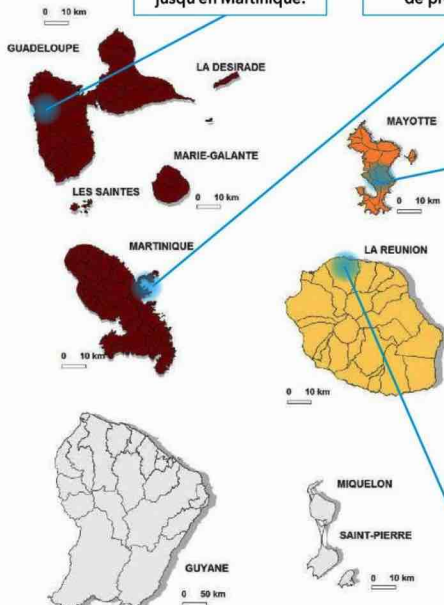 jusqu'en Martinique.
0 10 km
GUADELOUPE
LA DESIRADE
MAYOTTE
MARIE-GALANTE
LES SAINTES
0 10 km
0 10 km
MARTINIQUE
LA REUNION
0 10 km
0 10 km
MIQUELON
SAINT-PIERRE
GUYANE
0 10 km
0 50 km